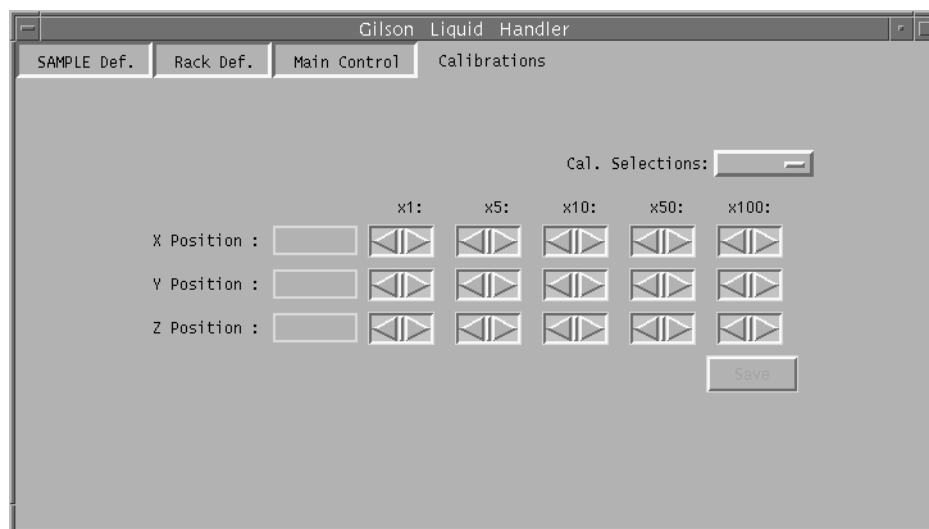 Gilson Liquid Handler
SAMPLE Def. Rack Def. Main Control Calibrations
Cal. Selections:
x1: x5: x10: x50: x100:
X Position :
Y Position :
Z Position :
Save